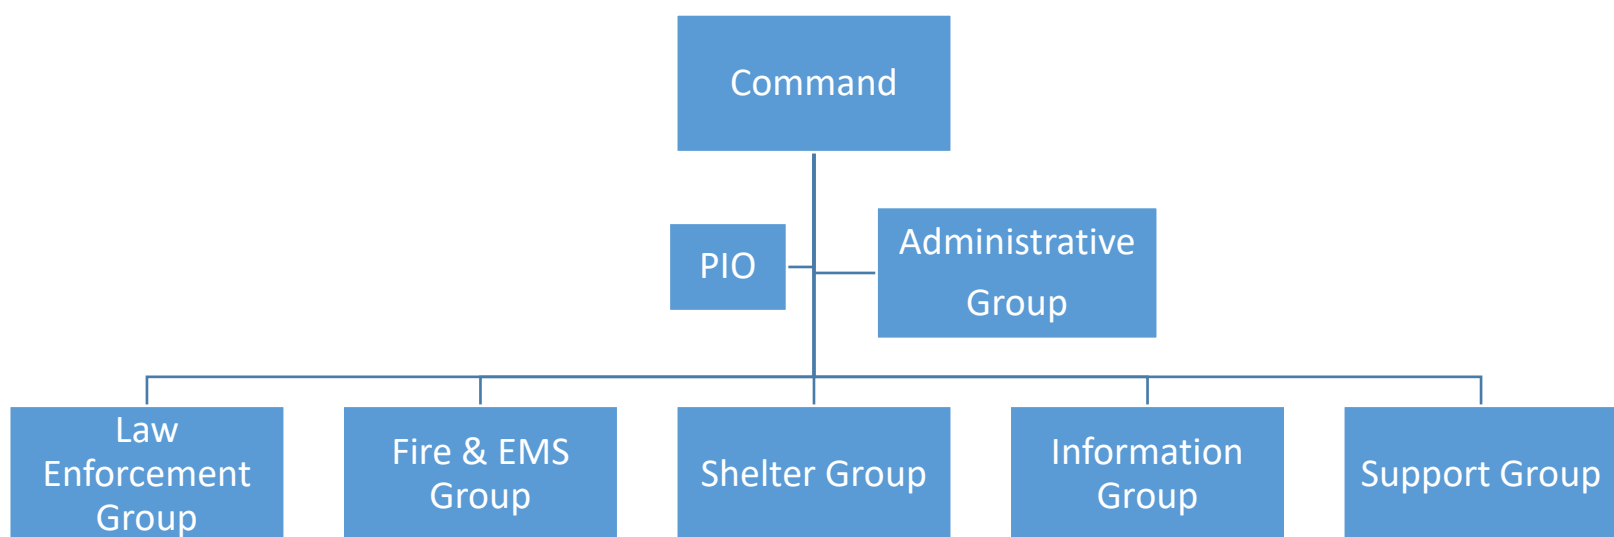 Command
PIO
Administrative
Group
Law
Enforcement
Group
Fire & EMS
Group
Shelter Group
Information
Group
Support Group